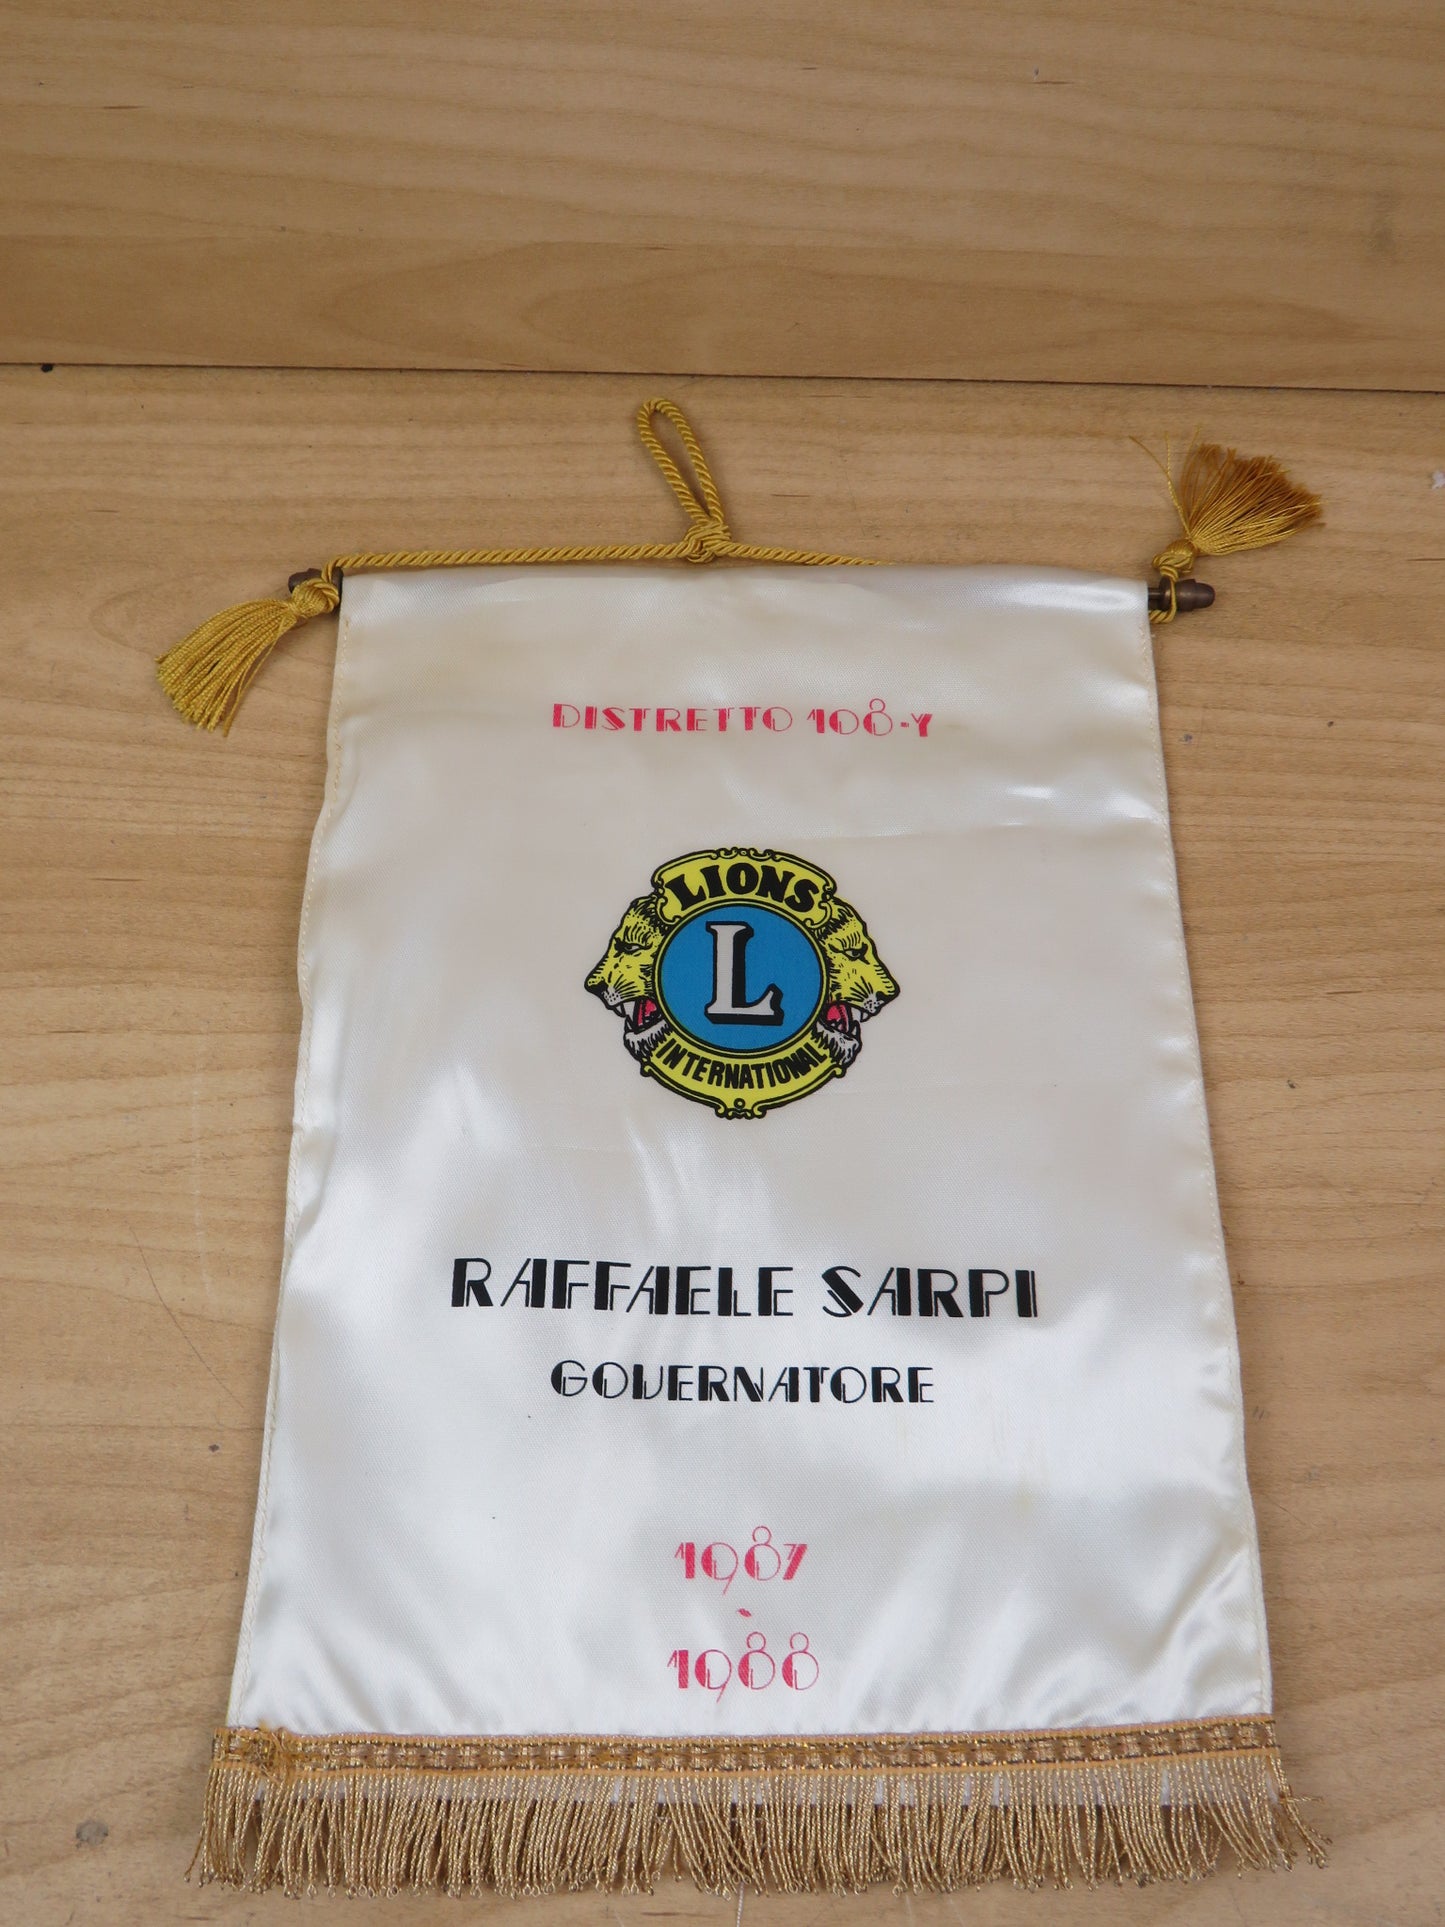 DISTRETTO 108-Y
LIONS
L
INTERNATIONAL
RAFFAELE SARPI
GOVERNATORE
1987
-
1988